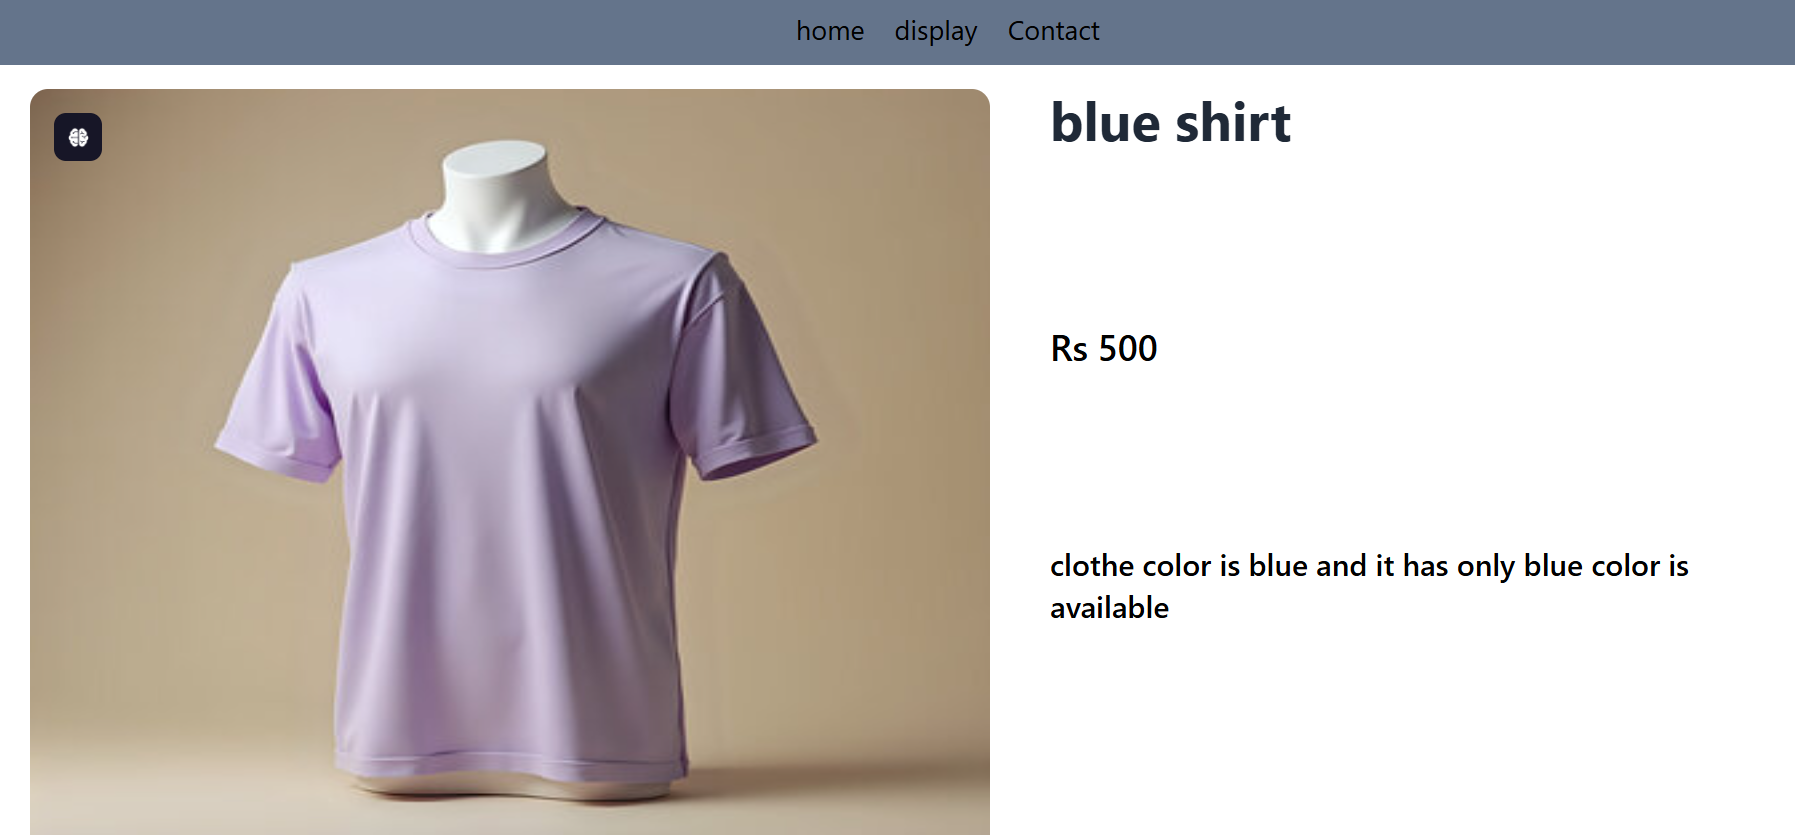 home display Contact
blue shirt
Rs 500
clothe color is blue and it has only blue color is
available